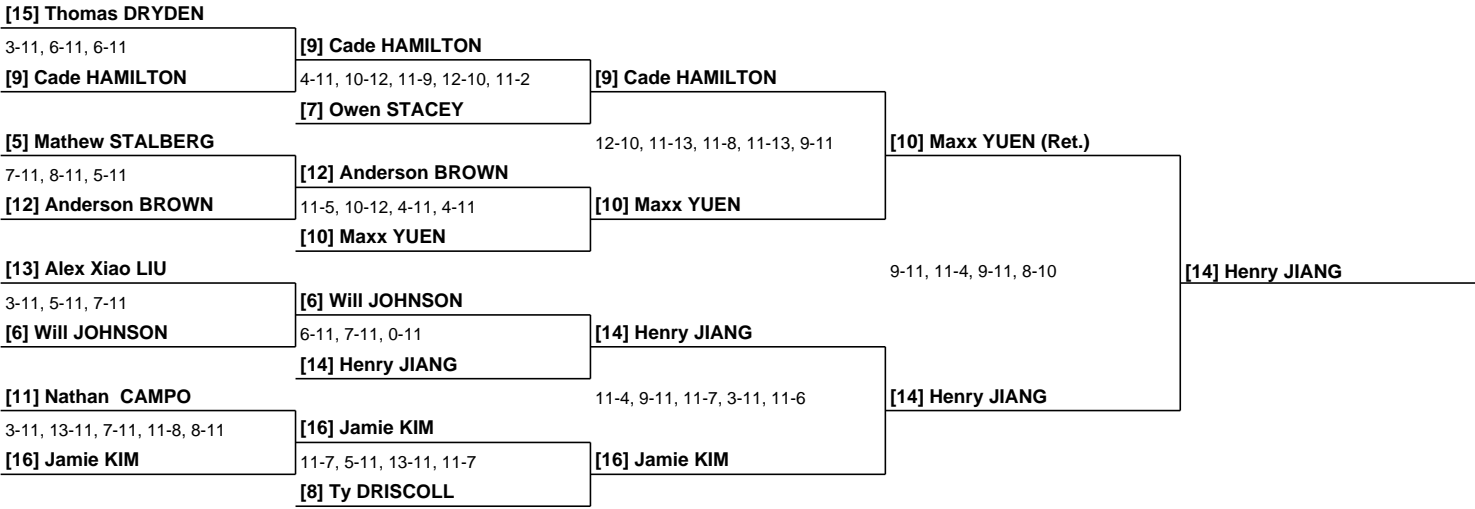 [15] Thomas DRYDEN
3-11, 6-11, 6-11
[9] Cade HAMILTON
[9] Cade HAMILTON
4-11, 10-12, 11-9, 12-10, 11-2
[9] Cade HAMILTON
[7] Owen STACEY
[5] Mathew STALBERG
12-10, 11-13, 11-8, 11-13, 9-11
[10] Maxx YUEN (Ret.)
7-11, 8-11, 5-11
[12] Anderson BROWN
[12] Anderson BROWN
11-5, 10-12, 4-11, 4-11
[10] Maxx YUEN
[10] Maxx YUEN
[13] Alex Xiao LIU
9-11, 11-4, 9-11, 8-10
[14] Henry JIANG
3-11, 5-11, 7-11
[6] Will JOHNSON
[6] Will JOHNSON
6-11, 7-11, 0-11
[14] Henry JIANG
[14] Henry JIANG
[11] Nathan  CAMPO
11-4, 9-11, 11-7, 3-11, 11-6
[14] Henry JIANG
3-11, 13-11, 7-11, 11-8, 8-11
[16] Jamie KIM
[16] Jamie KIM
11-7, 5-11, 13-11, 11-7
[16] Jamie KIM
[8] Ty DRISCOLL